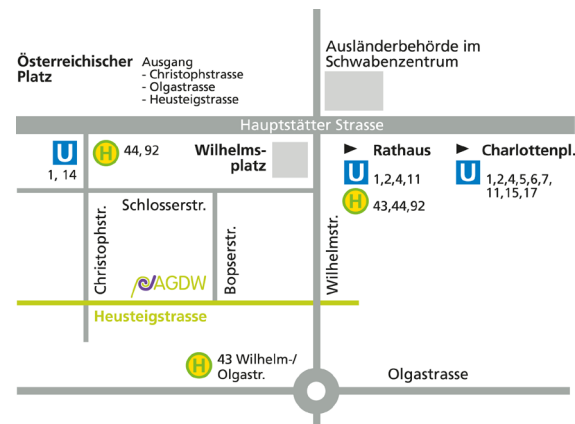 Österreichischer
Platz
Ausgang
- Christophstrasse
- Olgastrasse
- Heusteigstrasse
Ausländerbehörde im
Schwabenzentrum
Hauptstätter Strasse
U
1, 14
H
44, 92
Wilhelms-
platz
Rathaus
U
1,2,4,11
H
43,44,92
Charlottenpl.
U
1,2,4,5,6,7,
11,15,17
Schlosserstr.
Christophstr.
Bopserstr.
Wilhelmstr.
AGDW
Heusteigstrasse
H
43 Wilhelm-/
Olgastr.
Olgastrasse